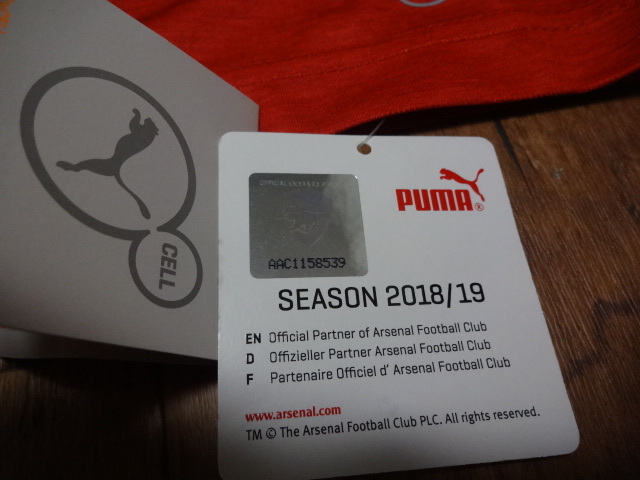 CELL
PUMA®
AAC1158539
SEASON 2018/19
EN Official Partner of Arsenal Football Club
D Offizieller Partner Arsenal Football Club
F Partenaire Officiel d' Arsenal Football Club
www.arsenal.com
TM © The Arsenal Football Club PLC. All rights reserved.